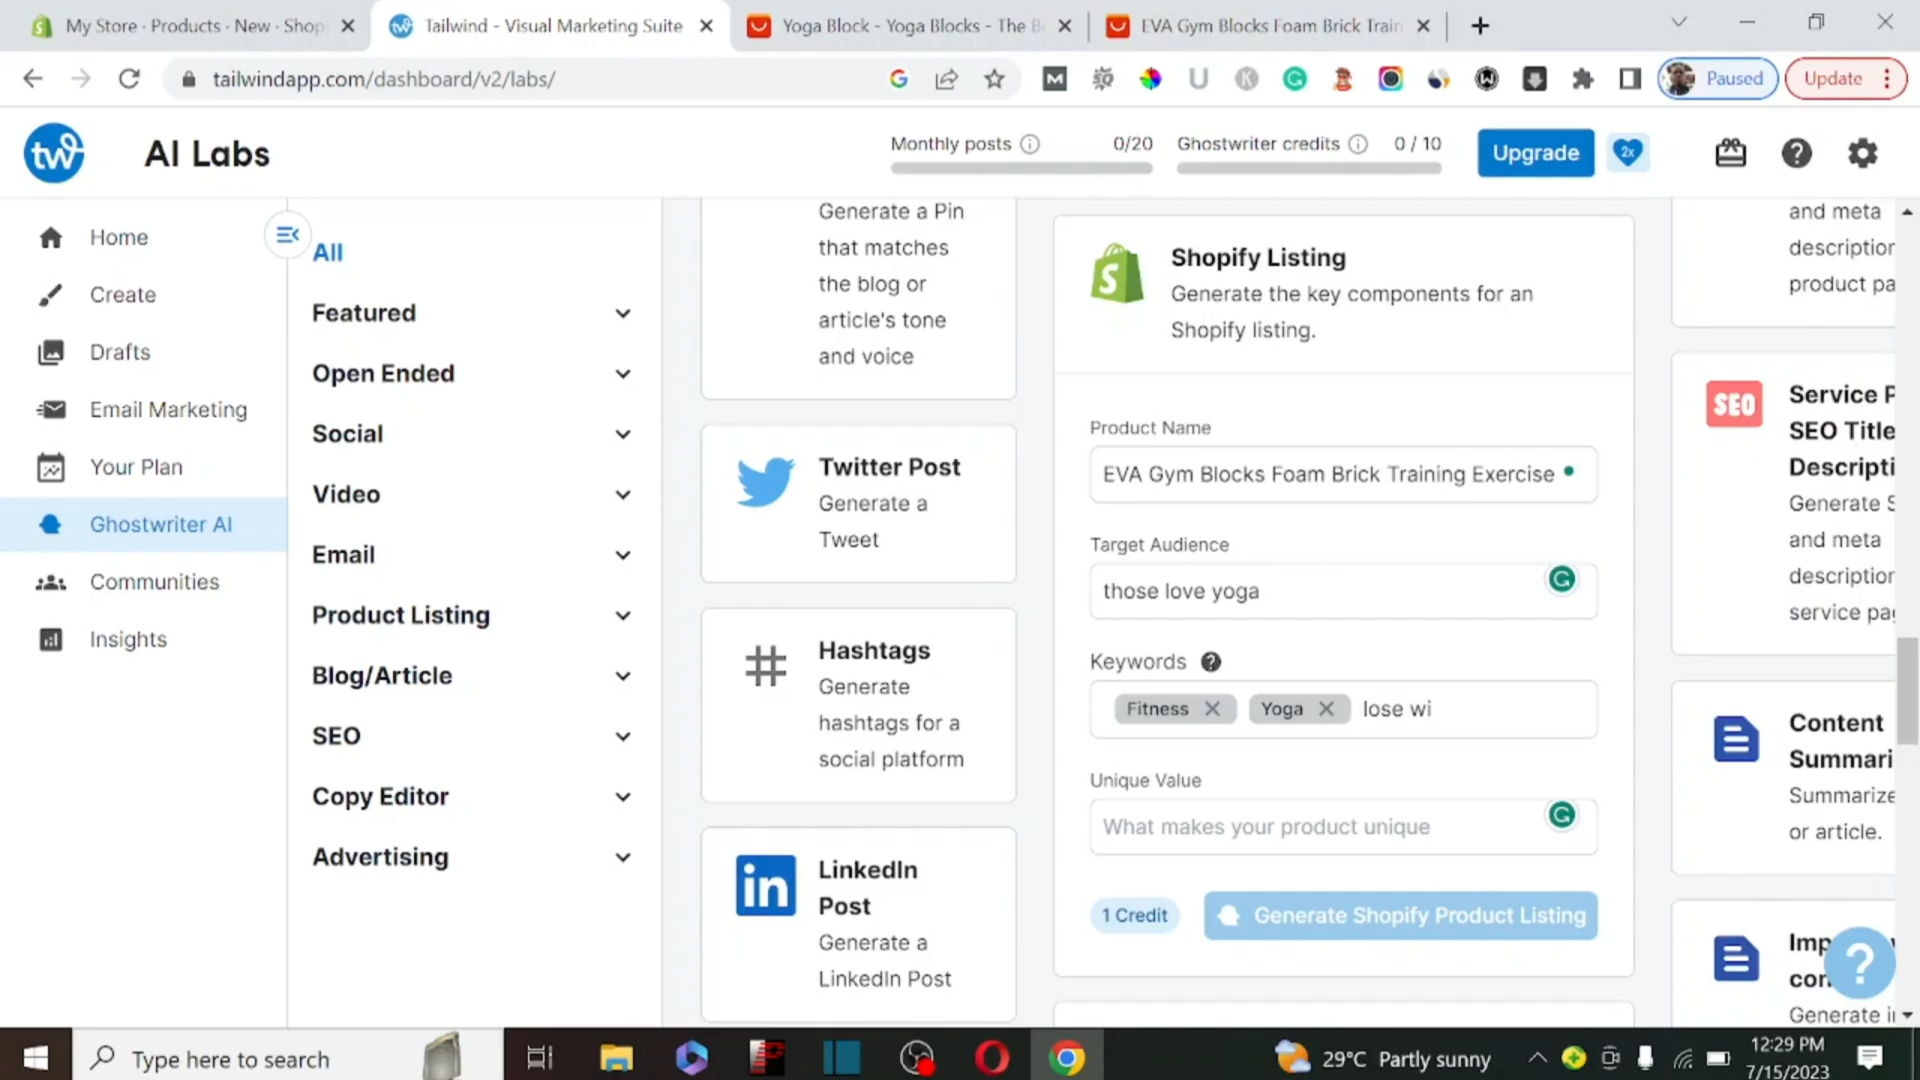 My Store · Products · New · Shop
Tailwind - Visual Marketing Suite
Yoga Block - Yoga Blocks - The B
EVA Gym Blocks Foam Brick Train
tailwindapp.com/dashboard/v2/labs/
Paused
Update
tw
AI Labs
Monthly posts
0/20
Ghostwriter credits
0 / 10
Upgrade
2x
Home
Create
Drafts
Email Marketing
Your Plan
Ghostwriter AI
Communities
Insights
All
Featured
Open Ended
Social
Video
Email
Product Listing
Blog/Article
SEO
Copy Editor
Advertising
Generate a Pin
that matches
the blog or
article's tone
and voice
Twitter Post
Generate a
Tweet
Hashtags
Generate
hashtags for a
social platform
in
LinkedIn
Post
Generate a
LinkedIn Post
Shopify Listing
Generate the key components for an
Shopify listing.
Product Name
EVA Gym Blocks Foam Brick Training Exercise
Target Audience
those love yoga
Keywords
Fitness
Yoga
lose wi
Unique Value
What makes your product unique
1 Credit
Generate Shopify Product Listing
and meta
description
product pa
SEO
Service P
SEO Title
Descripti
Generate S
and meta
description
service pag
Content
Summari
Summarize
or article.
Imp
con
Generate i
Type here to search
29°C Partly sunny
12:29 PM
7/15/2023